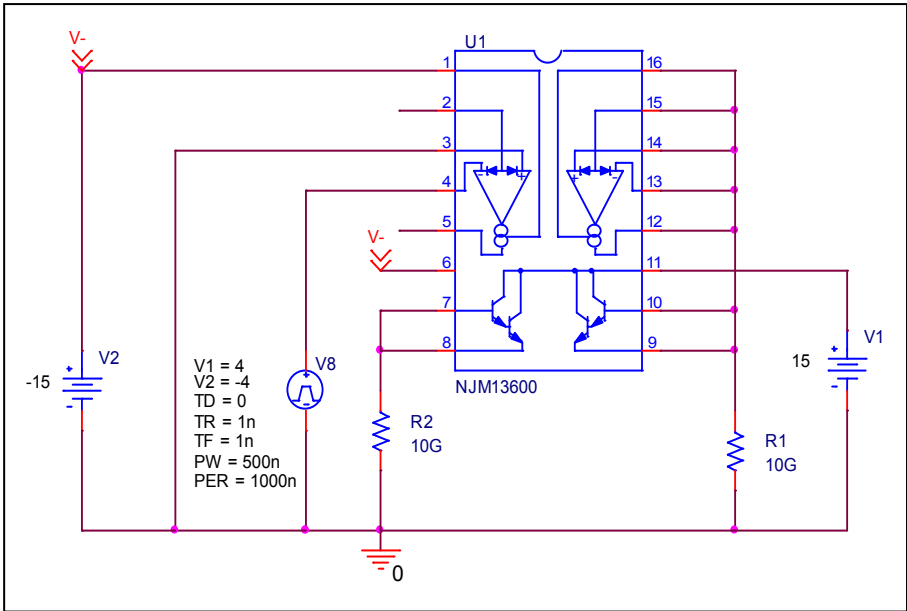 V-
U1
1
16
2
15
3
14
4
13
5
12
V-
6
11
7
10
8
9
NJM13600
-15
V2
V1 = 4
V2 = -4
TD = 0
TR = 1n
TF = 1n
PW = 500n
PER = 1000n
V8
R2
10G
R1
10G
15
V1
0